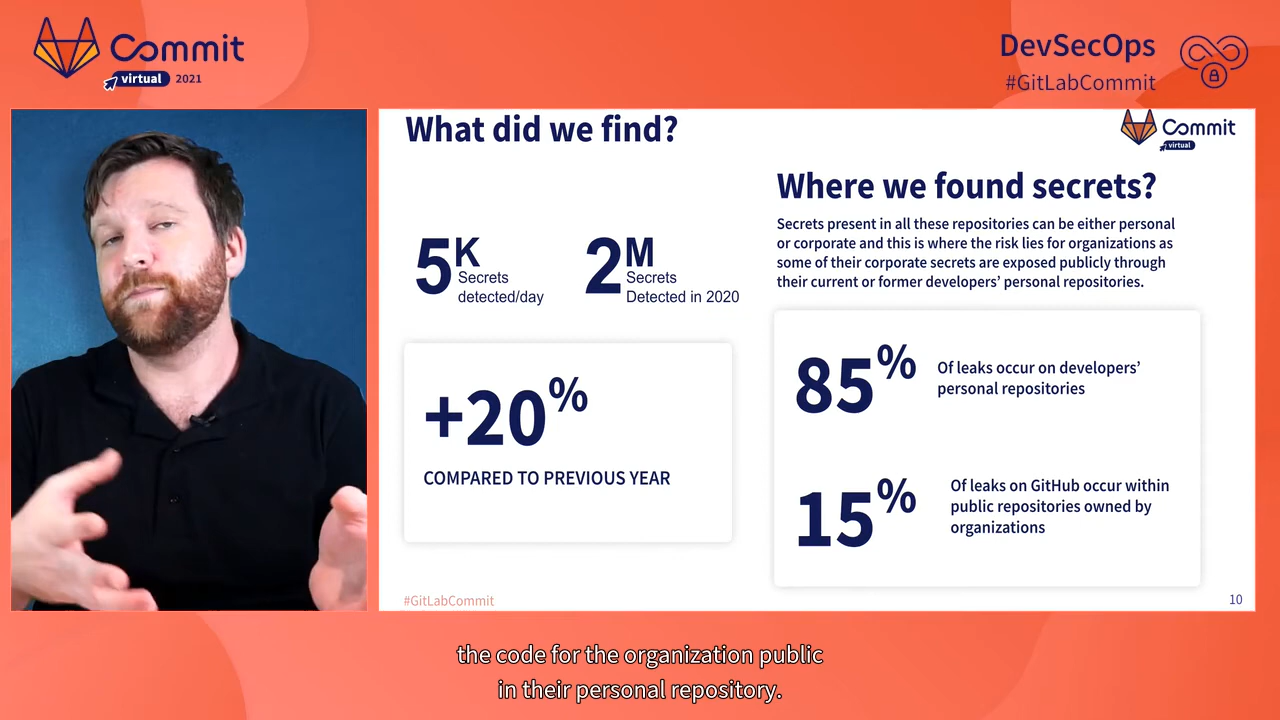 Commit
virtual 2021
DevSecOps
#GitLabCommit
What did we find?
Commit
virtual
5K
Secrets
detected/day
2M
Secrets
Detected in 2020
+20%
COMPARED TO PREVIOUS YEAR
Where we found secrets?
Secrets present in all these repositories can be either personal
or corporate and this is where the risk lies for organizations as
some of their corporate secrets are exposed publicly through
their current or former developers’ personal repositories.
85%
Of leaks occur on developers’
personal repositories
15%
Of leaks on GitHub occur within
public repositories owned by
organizations
#GitLabCommit
10
the code for the organization public
in their personal repository.